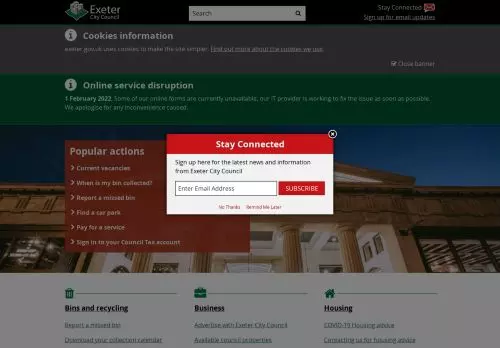 Exeter
City Council
Search
Stay Connected
Sign up for email updates
Cookies information
exeter.gov.uk uses cookies to make the site simpler. Find out more about the cookies we use.
Close banner
Online service disruption
1 February 2022. Some of our online forms are currently unavailable, our IT provider is working to fix the issue as soon as possible.
We apologise for any inconvenience caused.
Popular actions
Current vacancies
When is my bin collected?
Report a missed bin
Find a car park
Pay for a service
Sign in to your Council Tax account
Stay Connected
Sign up here for the latest news and information
from Exeter City Council
Enter Email Address
SUBSCRIBE
No Thanks
Remind Me Later
Bins and recycling
Report a missed bin
Download your collection calendar
Business
Advertise with Exeter City Council
Available council properties
Housing
COVID-19 Housing advice
Contacting us for housing advice